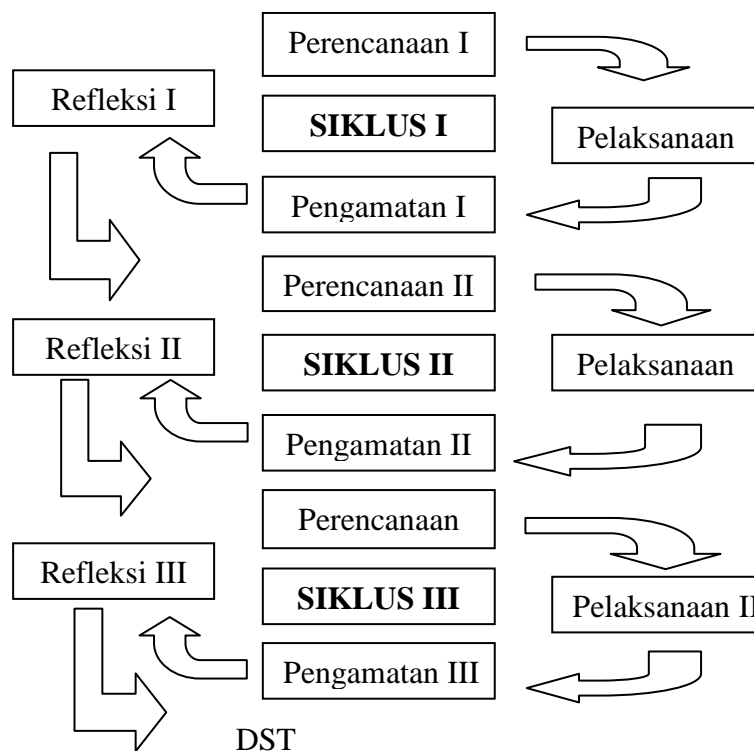 Perencanaan I
Refleksi I
SIKLUS I
Pelaksanaan
Pengamatan I
Perencanaan II
Refleksi II
SIKLUS II
Pelaksanaan
Pengamatan II
Perencanaan
Refleksi III
SIKLUS III
Pelaksanaan II
Pengamatan III
DST